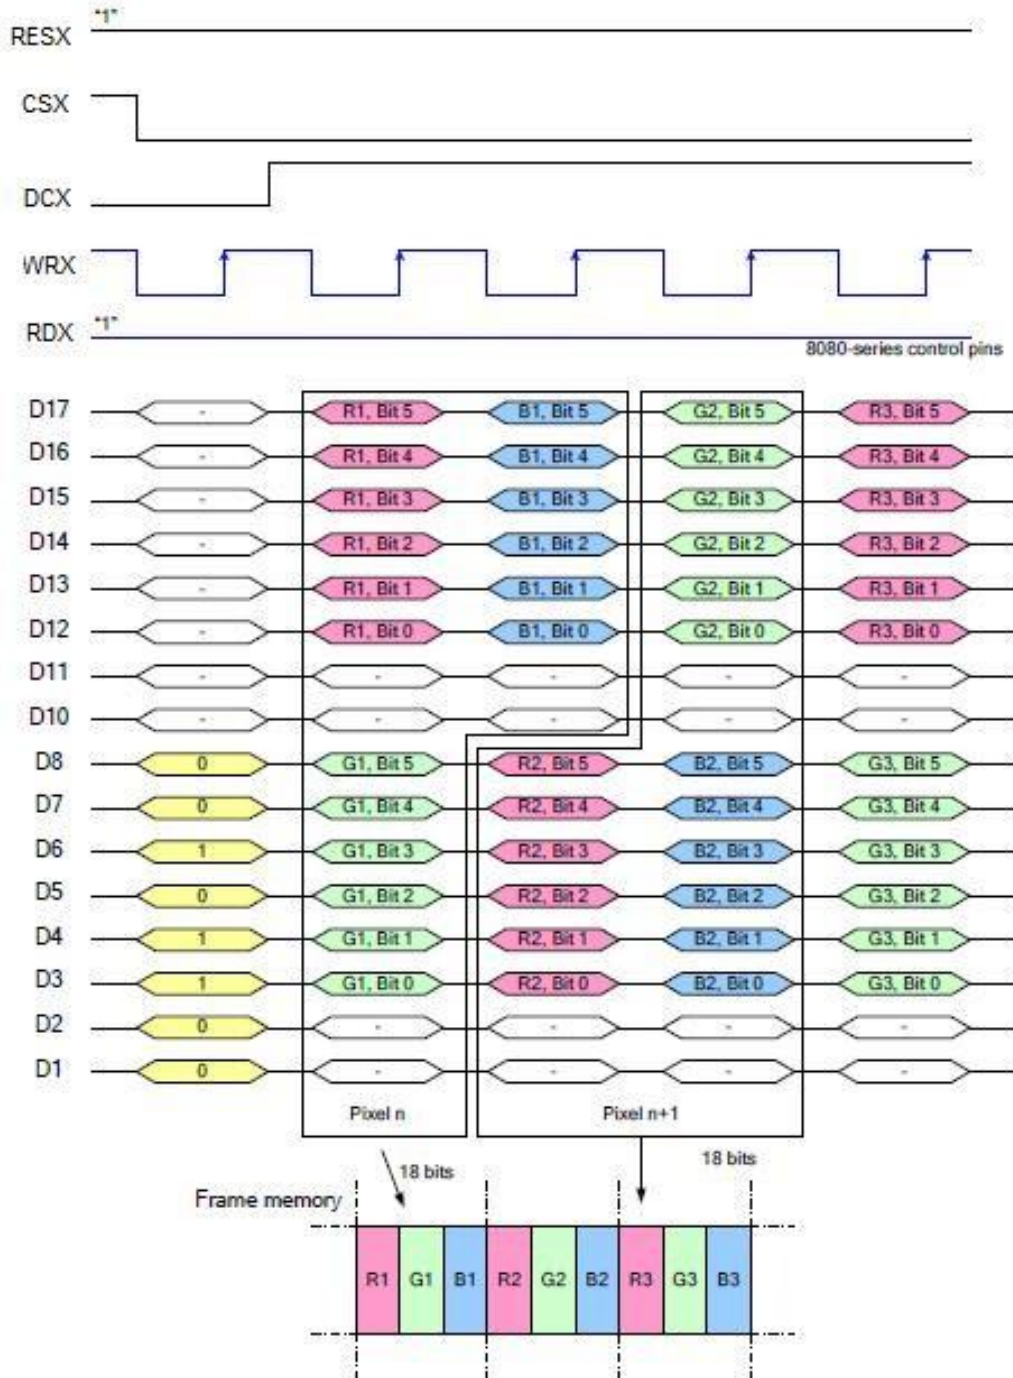 "1"
RESX
CSX
DCX
WRX
RDX "1"
8080-series control pins
D17 - R1, Bit 5 B1, Bit 5 G2, Bit 5 R3, Bit 5
D16 - R1, Bit 4 B1, Bit 4 G2, Bit 4 R3, Bit 4
D15 - R1, Bit 3 B1, Bit 3 G2, Bit 3 R3, Bit 3
D14 - R1, Bit 2 B1, Bit 2 G2, Bit 2 R3, Bit 2
D13 - R1, Bit 1 B1, Bit 1 G2, Bit 1 R3, Bit 1
D12 - R1, Bit 0 B1, Bit 0 G2, Bit 0 R3, Bit 0
D11 - - - - -
D10 - - - - -
D8 0 G1, Bit 5 R2, Bit 5 B2, Bit 5 G3, Bit 5
D7 0 G1, Bit 4 R2, Bit 4 B2, Bit 4 G3, Bit 4
D6 1 G1, Bit 3 R2, Bit 3 B2, Bit 3 G3, Bit 3
D5 0 G1, Bit 2 R2, Bit 2 B2, Bit 2 G3, Bit 2
D4 1 G1, Bit 1 R2, Bit 1 B2, Bit 1 G3, Bit 1
D3 1 G1, Bit 0 R2, Bit 0 B2, Bit 0 G3, Bit 0
D2 0 - - - -
D1 0 - - - -
Pixel n Pixel n+1
18 bits 18 bits
Frame memory
R1 G1 B1 R2 G2 B2 R3 G3 B3